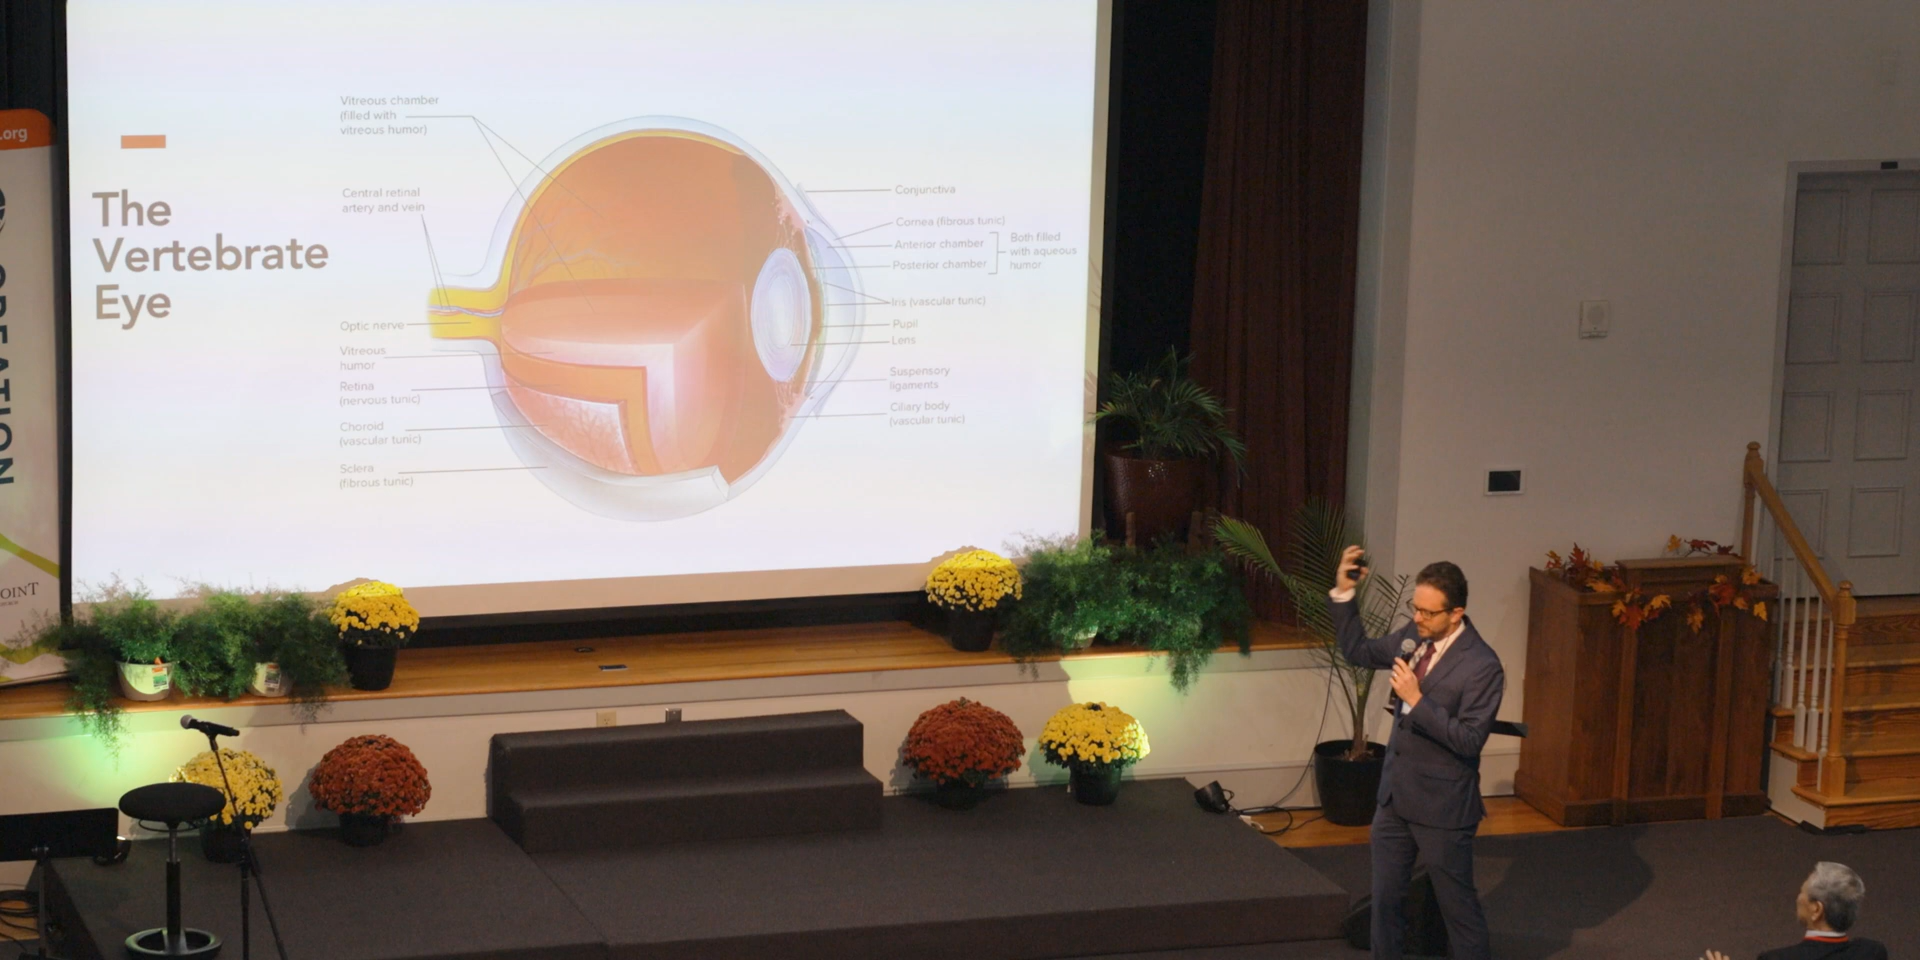 .org
CREATION
OINT
The
Vertebrate
Eye
Vitreous chamber
(filled with
vitreous humor)
Central retinal
artery and vein
Optic nerve
Vitreous
humor
Retina
(nervous tunic)
Choroid
(vascular tunic)
Sclera
(fibrous tunic)
Conjunctiva
Cornea (fibrous tunic)
Anterior chamber
Posterior chamber
Both filled
with aqueous
humor
Iris (vascular tunic)
Pupil
Lens
Suspensory
ligaments
Ciliary body
(vascular tunic)